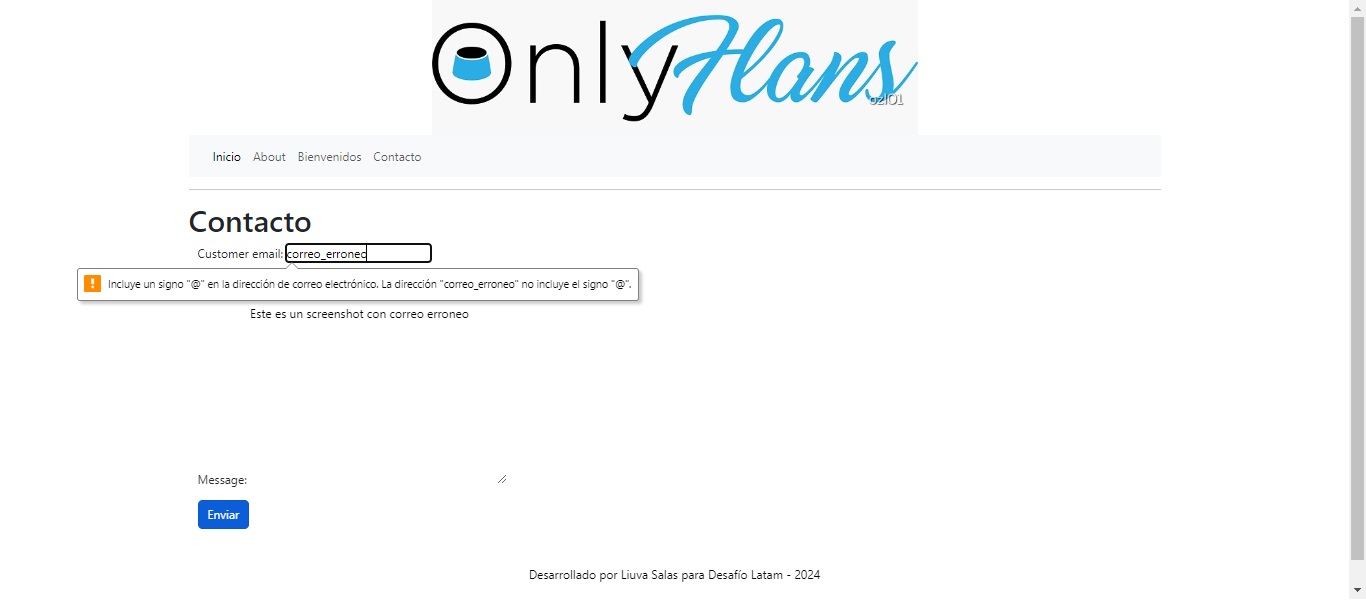 OnlyFlans
ozl01
Inicio About Bienvenidos Contacto
Contacto
Customer email: correo_erroneo
Incluye un signo "@" en la dirección de correo electrónico. La dirección "correo_erroneo" no incluye el signo "@".
Este es un screenshot con correo erroneo
Message:
Enviar
Desarrollado por Liuva Salas para Desafío Latam - 2024